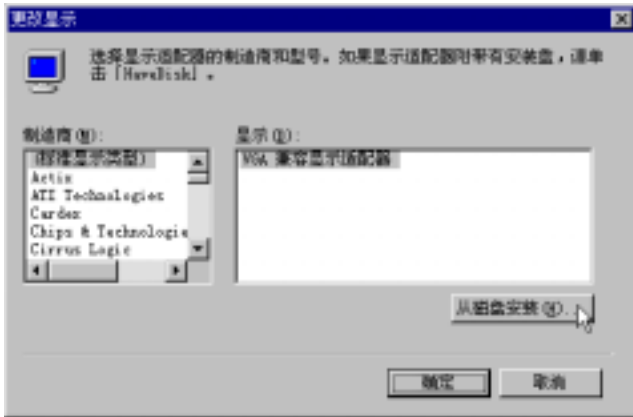 更改显示
选择显示适配器的制造商和型号。如果显示适配器附带有安装盘，请单
击「HaveDisk」。
制造商(M):
显示(D):
(标准显示类型)
Actix
ATI Technologies
Cardex
Chips & Technologie
Cirrus Logic
VGA 兼容显示适配器
从磁盘安装(H)...
确定
取消